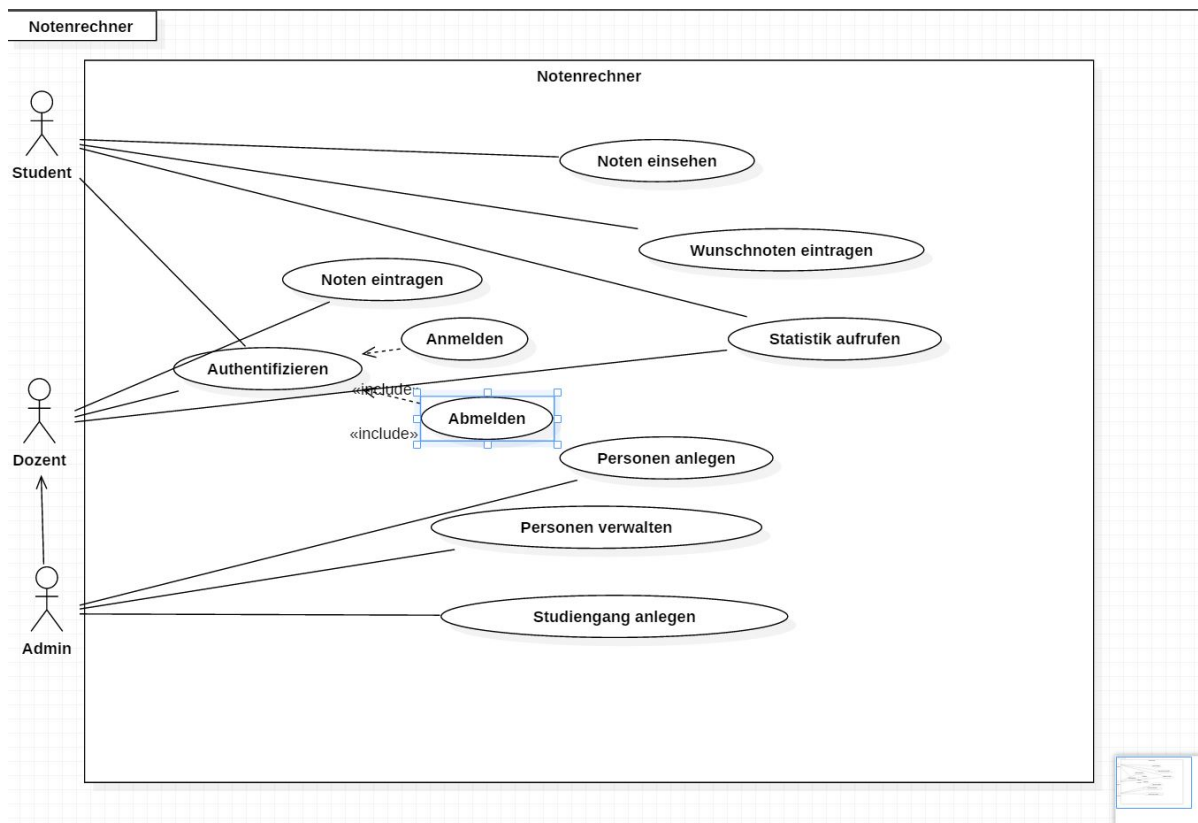 Notenrechner
Notenrechner
Student
Noten einsehen
Wunschnoten eintragen
Noten eintragen
Anmelden
Statistik aufrufen
Authentifizieren
«include»
Abmelden
«include»
Dozent
Personen anlegen
Personen verwalten
Studiengang anlegen
Admin